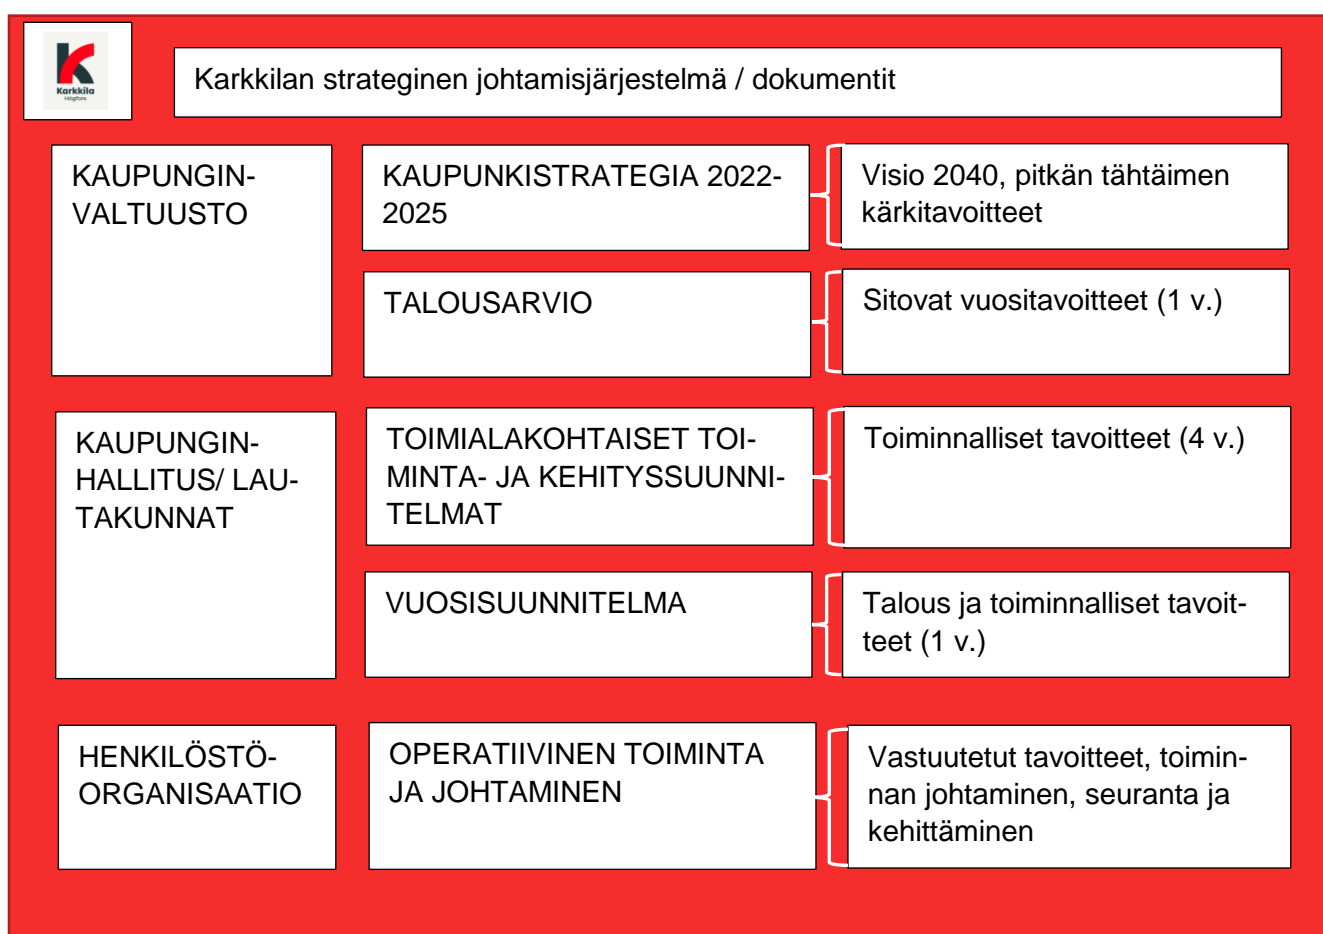 Karkkila
Högfors
Karkkilan strateginen johtamisjärjestelmä / dokumentit
KAUPUNGIN-
VALTUUSTO
KAUPUNKISTRATEGIA 2022-
2025
Visio 2040, pitkän tähtäimen
kärkitavoitteet
TALOUSARVIO
Sitovat vuositavoitteet (1 v.)
KAUPUNGIN-
HALLITUS/ LAU-
TAKUNNAT
TOIMIALAKOHTAISET TOI-
MINTA- JA KEHITYSSUUNNI-
TELMAT
Toiminnalliset tavoitteet (4 v.)
VUOSISUUNNITELMA
Talous ja toiminnalliset tavoit-
teet (1 v.)
HENKILÖSTÖ-
ORGANISAATIO
OPERATIIVINEN TOIMINTA
JA JOHTAMINEN
Vastuutetut tavoitteet, toimin-
nan johtaminen, seuranta ja
kehittäminen